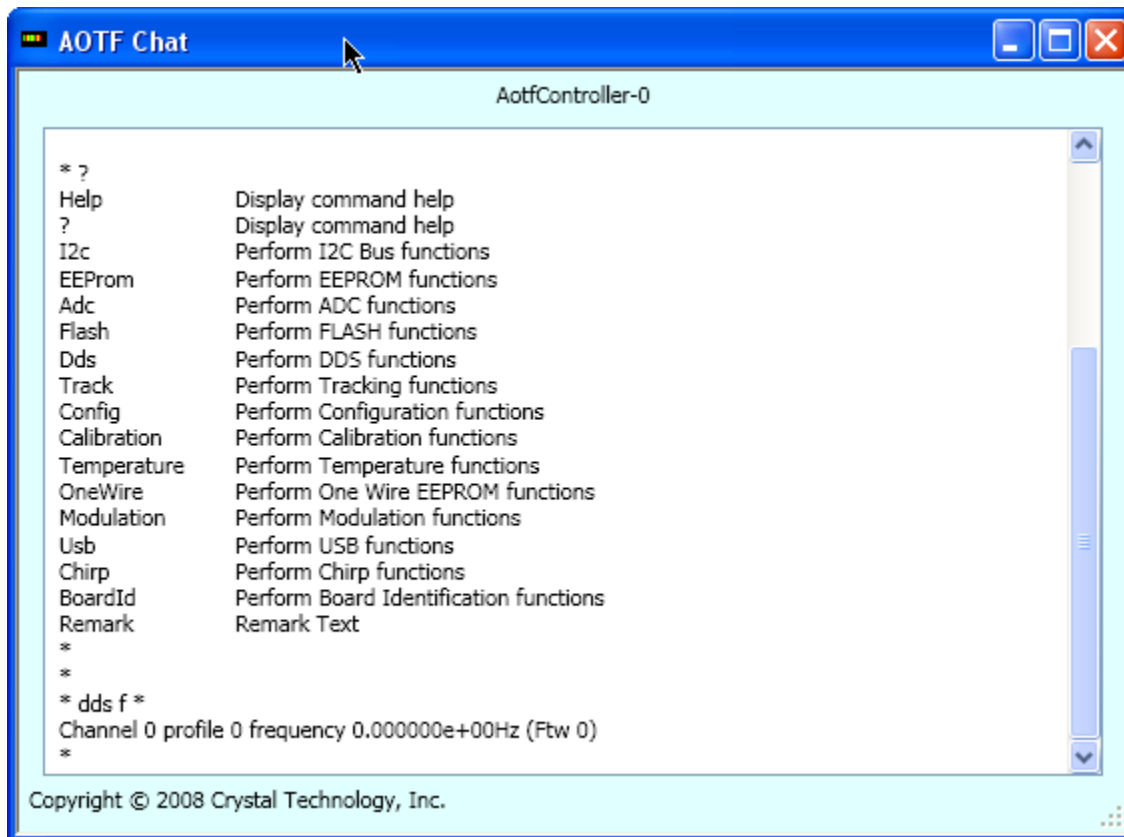 AOTF Chat
AotfController-0
* ?
Help Display command help
? Display command help
I2c Perform I2C Bus functions
EEProm Perform EEPROM functions
Adc Perform ADC functions
Flash Perform FLASH functions
Dds Perform DDS functions
Track Perform Tracking functions
Config Perform Configuration functions
Calibration Perform Calibration functions
Temperature Perform Temperature functions
OneWire Perform One Wire EEPROM functions
Modulation Perform Modulation functions
Usb Perform USB functions
Chirp Perform Chirp functions
BoardId Perform Board Identification functions
Remark Remark Text
*
*
* dds f *
Channel 0 profile 0 frequency 0.000000e+00Hz (Ftw 0)
*
Copyright © 2008 Crystal Technology, Inc.